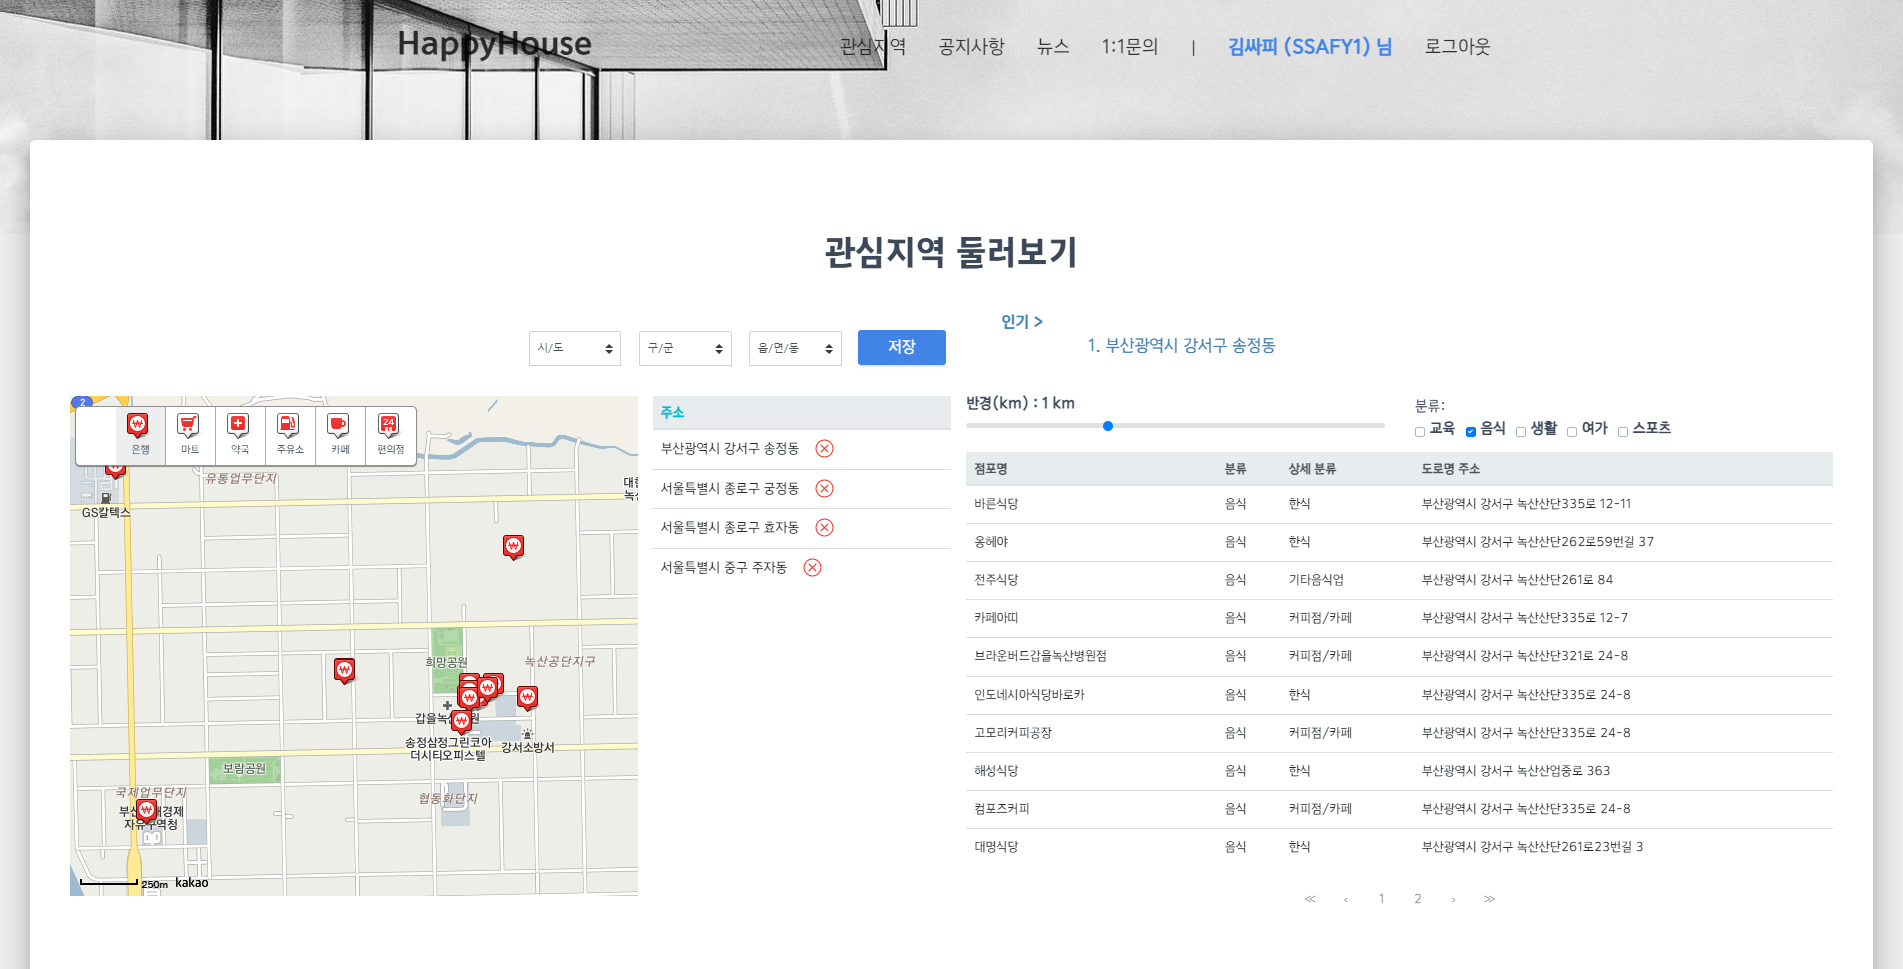 HappyHouse
관심지역 공지사항 뉴스 1:1문의 | 김싸피 (SSAFY1) 님 로그아웃
관심지역 둘러보기
시/도 구/군 읍/면/동 저장
인기 >
1. 부산광역시 강서구 송정동
2
은행 마트 약국 주유소 카페 편의점
24
유통업무단지
GS칼텍스
희망공원
녹산공단지구
송정삼정그린코아
더시티오피스텔
강서소방서
보람공원
국제업무단지
협동화단지
250m kakao
주소
부산광역시 강서구 송정동
서울특별시 종로구 궁정동
서울특별시 종로구 효자동
서울특별시 중구 주자동
반경(km) : 1 km
분류:
교육 음식 생활 여가 스포츠
점포명 분류 상세 분류 도로명 주소
바른식당 음식 한식 부산광역시 강서구 녹산산단335로 12-11
옹헤야 음식 한식 부산광역시 강서구 녹산산단262로59번길 37
전주식당 음식 기타음식업 부산광역시 강서구 녹산산단261로 84
카페아띠 음식 커피점/카페 부산광역시 강서구 녹산산단335로 12-7
브라운버드갑을녹산병원점 음식 커피점/카페 부산광역시 강서구 녹산산단321로 24-8
인도네시아식당바로카 음식 한식 부산광역시 강서구 녹산산단335로 24-8
고모리커피공장 음식 커피점/카페 부산광역시 강서구 녹산산단335로 24-8
해성식당 음식 한식 부산광역시 강서구 녹산산업중로 363
컴포즈커피 음식 커피점/카페 부산광역시 강서구 녹산산단335로 24-8
대명식당 음식 한식 부산광역시 강서구 녹산산단261로23번길 3
≪ ‹ 1 2 › ≫